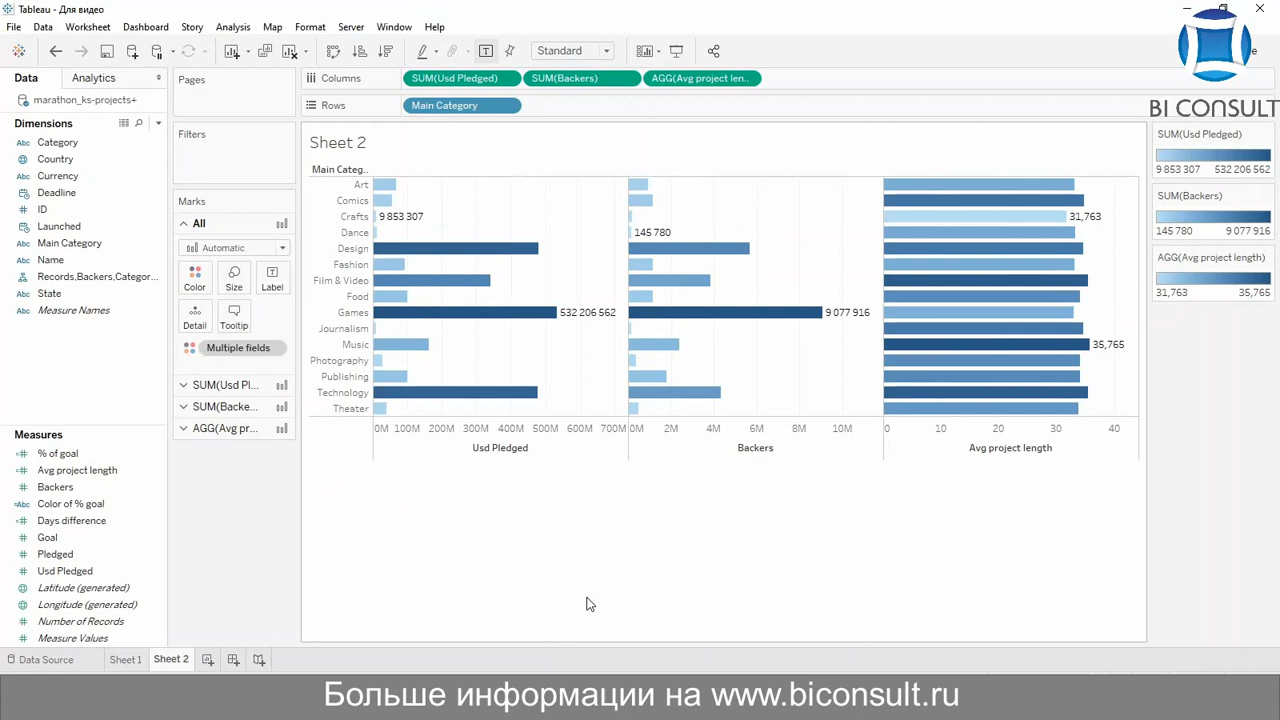 Tableau - Для видео
File Data Worksheet Dashboard Story Analysis Map Format Server Window Help
Standard
BI CONSULT
Data Analytics
marathon_ks-projects+
Dimensions
Abc Category
Country
Abc Currency
Deadline
ID
Launched
Abc Main Category
Abc Name
Records,Backers,Categor...
Abc State
Abc Measure Names
Measures
% of goal
Avg project length
Backers
Abc Color of % goal
Days difference
Goal
Pledged
Usd Pledged
Latitude (generated)
Longitude (generated)
Number of Records
Measure Values
Pages
Filters
Marks
All
Automatic
Color Size Label
Detail Tooltip
Multiple fields
SUM(Usd Pl...
SUM(Backe...
AGG(Avg pr...
Columns SUM(Usd Pledged) SUM(Backers) AGG(Avg project len..
Rows Main Category
Sheet 2
Main Categ..
Art
Comics
Crafts 9 853 307 31,763
Dance 145 780
Design
Fashion
Film & Video
Food
Games 532 206 562 9 077 916
Journalism
Music 35,765
Photography
Publishing
Technology
Theater
0M 100M 200M 300M 400M 500M 600M 700M 0M 2M 4M 6M 8M 10M 0 10 20 30 40
Usd Pledged Backers Avg project length
SUM(Usd Pledged)
9 853 307 532 206 562
SUM(Backers)
145 780 9 077 916
AGG(Avg project length)
31,763 35,765
Data Source Sheet 1 Sheet 2
Больше информации на www.biconsult.ru